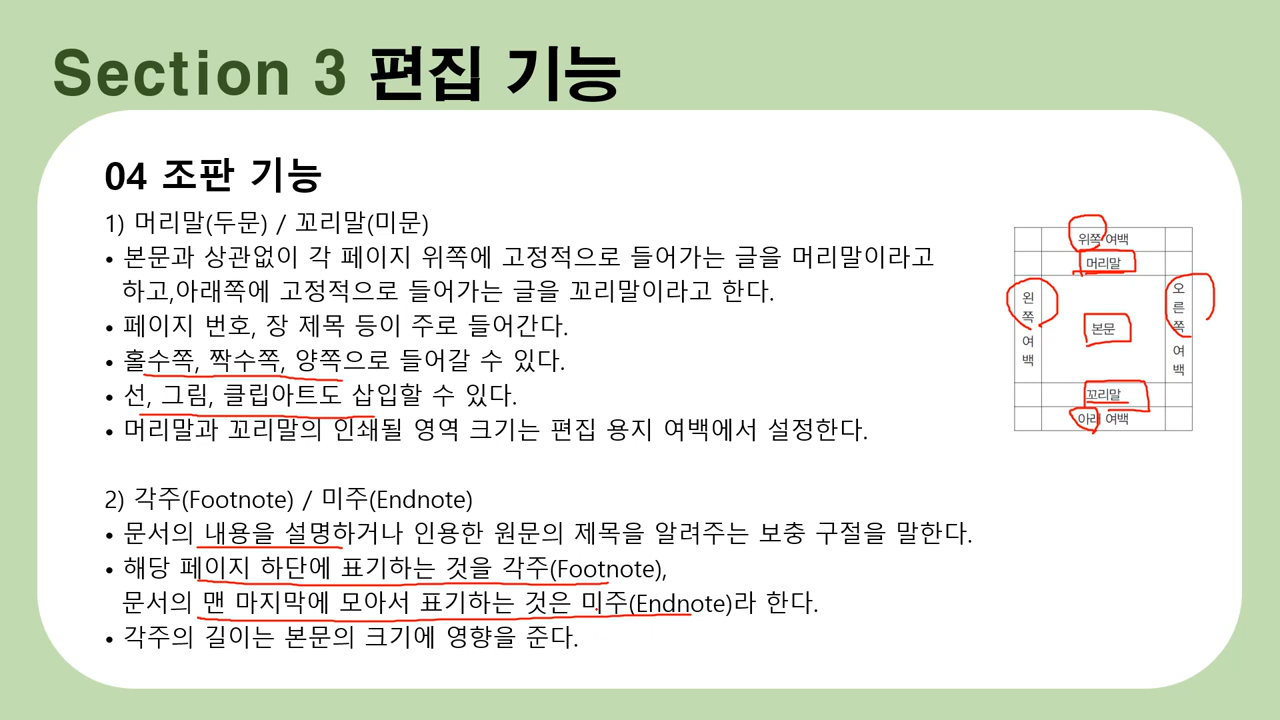 Section 3 편집 기능
04 조판 기능
1) 머리말(두문) / 꼬리말(미문)
• 본문과 상관없이 각 페이지 위쪽에 고정적으로 들어가는 글을 머리말이라고
하고,아래쪽에 고정적으로 들어가는 글을 꼬리말이라고 한다.
• 페이지 번호, 장 제목 등이 주로 들어간다.
• 홀수쪽, 짝수쪽, 양쪽으로 들어갈 수 있다.
• 선, 그림, 클립아트도 삽입할 수 있다.
• 머리말과 꼬리말의 인쇄될 영역 크기는 편집 용지 여백에서 설정한다.
2) 각주(Footnote) / 미주(Endnote)
• 문서의 내용을 설명하거나 인용한 원문의 제목을 알려주는 보충 구절을 말한다.
• 해당 페이지 하단에 표기하는 것을 각주(Footnote),
문서의 맨 마지막에 모아서 표기하는 것은 미주(Endnote)라 한다.
• 각주의 길이는 본문의 크기에 영향을 준다.
위쪽 여백
머리말
왼쪽 여백
본문
오른쪽 여백
꼬리말
아래 여백